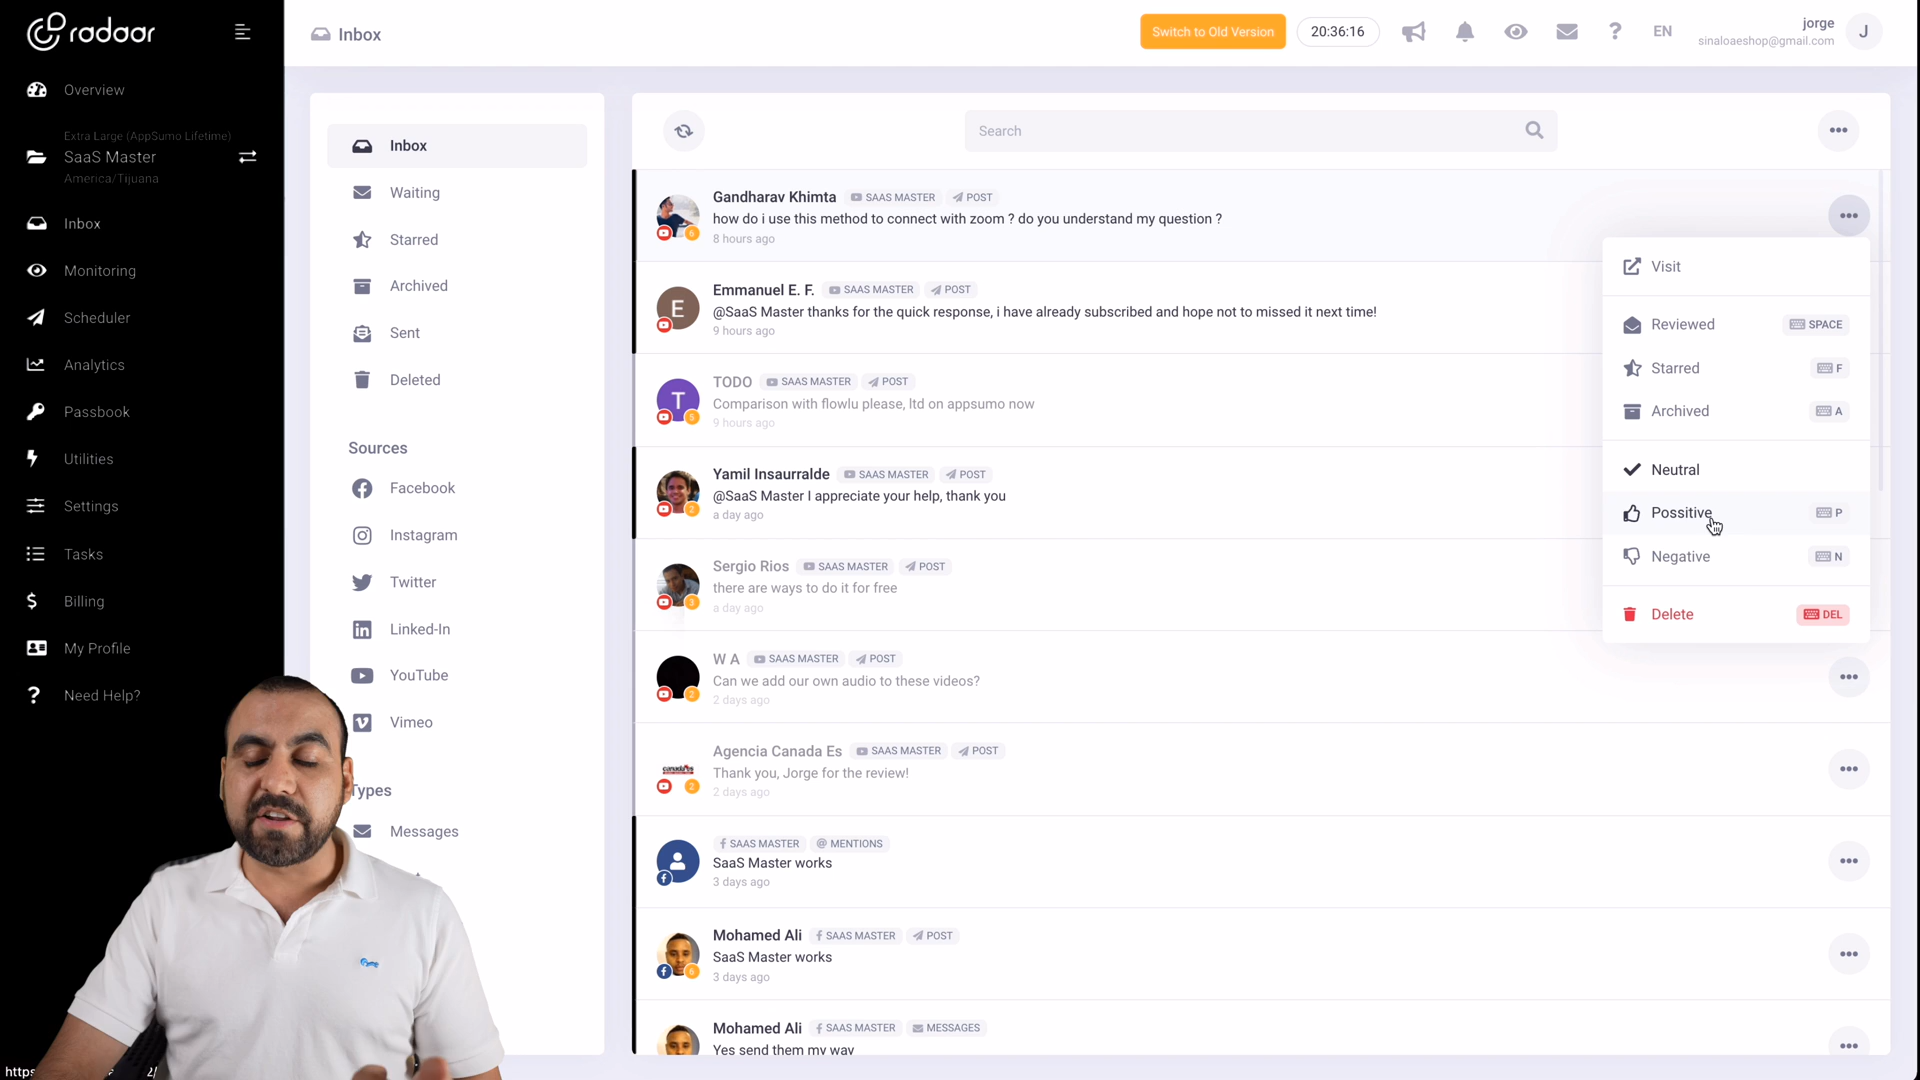 radaar
Inbox
Switch to Old Version
20:36:16
EN
jorge
sinaloaeshop@gmail.com
J
Overview
Extra Large (AppSumo Lifetime)
SaaS Master
America/Tijuana
Inbox
Monitoring
Scheduler
Analytics
Passbook
Utilities
Settings
Tasks
Billing
My Profile
Need Help?
Inbox
Waiting
Starred
Archived
Sent
Deleted
Sources
Facebook
Instagram
Twitter
Linked-In
YouTube
Vimeo
Types
Messages
Search
Gandharav Khimta SAAS MASTER POST
how do i use this method to connect with zoom ? do you understand my question ?
6
8 hours ago
E
Emmanuel E. F. SAAS MASTER POST
@SaaS Master thanks for the quick response, i have already subscribed and hope not to missed it next time!
9 hours ago
T
TODO SAAS MASTER POST
Comparison with flowlu please, ltd on appsumo now
5
9 hours ago
Yamil Insaurralde SAAS MASTER POST
@SaaS Master I appreciate your help, thank you
2
a day ago
Sergio Rios SAAS MASTER POST
there are ways to do it for free
3
a day ago
W A SAAS MASTER POST
Can we add our own audio to these videos?
2
2 days ago
Agencia Canada Es SAAS MASTER POST
Thank you, Jorge for the review!
2
2 days ago
SAAS MASTER MENTIONS
SaaS Master works
3 days ago
Mohamed Ali SAAS MASTER POST
SaaS Master works
6
3 days ago
Mohamed Ali SAAS MASTER MESSAGES
Yes send them my way
Visit
Reviewed SPACE
Starred F
Archived A
Neutral
Possitive P
Negative N
Delete DEL
https
2/